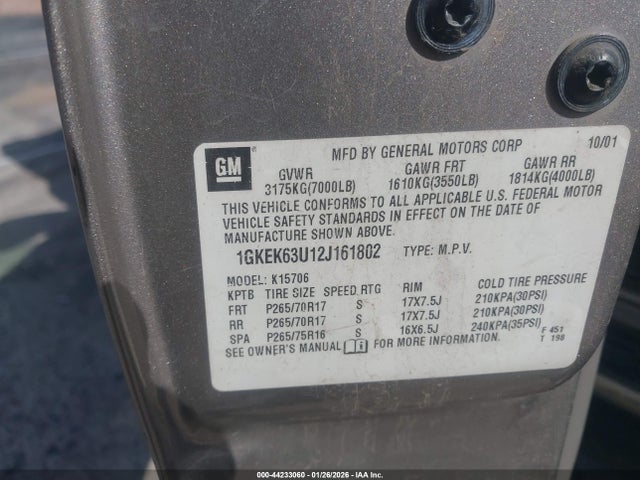 GM
MFD BY GENERAL MOTORS CORP 10/01
GVWR GAWR FRT GAWR RR
3175KG(7000LB) 1610KG(3550LB) 1814KG(4000LB)
THIS VEHICLE CONFORMS TO ALL APPLICABLE U.S. FEDERAL MOTOR
VEHICLE SAFETY STANDARDS IN EFFECT ON THE DATE OF
MANUFACTURE SHOWN ABOVE.
1GKEK63U12J161802 TYPE: M.P.V.
MODEL: K15706
KPTB TIRE SIZE SPEED RTG RIM COLD TIRE PRESSURE
FRT P265/70R17 S 17X7.5J 210KPA(30PSI)
RR P265/70R17 S 17X7.5J 210KPA(30PSI)
SPA P265/75R16 S 16X6.5J 240KPA(35PSI) F 451
SEE OWNER'S MANUAL FOR MORE INFORMATION. T 198
000-44233060 | 01/26/2026 | IAA, Inc.